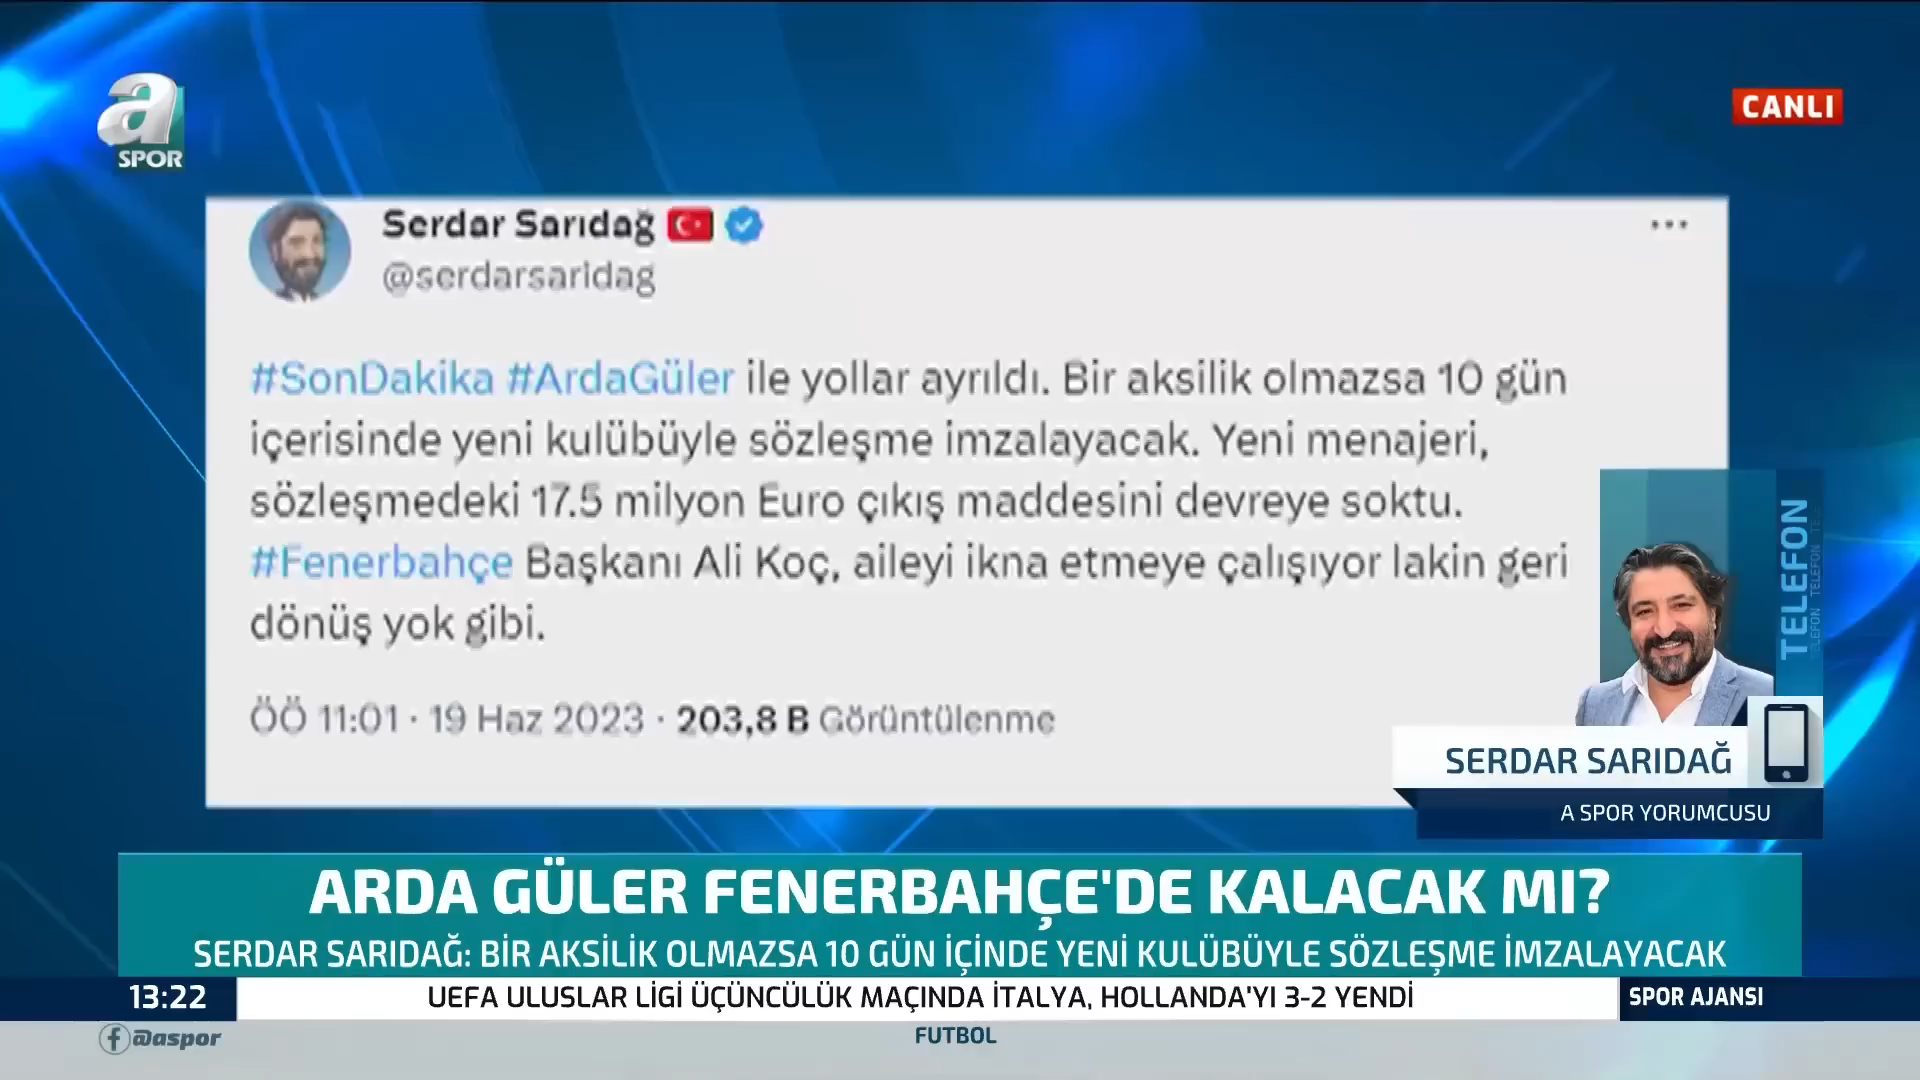 a
SPOR
CANLI
Serdar Sarıdağ
@serdarsaridag
#SonDakika #ArdaGüler ile yollar ayrıldı. Bir aksilik olmazsa 10 gün
içerisinde yeni kulübüyle sözleşme imzalayacak. Yeni menajeri,
sözleşmedeki 17.5 milyon Euro çıkış maddesini devreye soktu.
#Fenerbahçe Başkanı Ali Koç, aileyi ikna etmeye çalışıyor lakin geri
dönüş yok gibi.
ÖÖ 11:01 · 19 Haz 2023 · 203,8 B Görüntülenme
TELEFON
TELEFON TELEFON TE
SERDAR SARIDAĞ
A SPOR YORUMCUSU
ARDA GÜLER FENERBAHÇE'DE KALACAK MI?
SERDAR SARIDAĞ: BİR AKSİLİK OLMAZSA 10 GÜN İÇİNDE YENİ KULÜBÜYLE SÖZLEŞME İMZALAYACAK
13:22
UEFA ULUSLAR LİGİ ÜÇÜNCÜLÜK MAÇINDA İTALYA, HOLLANDA'YI 3-2 YENDİ
SPOR AJANSI
@aspor
FUTBOL